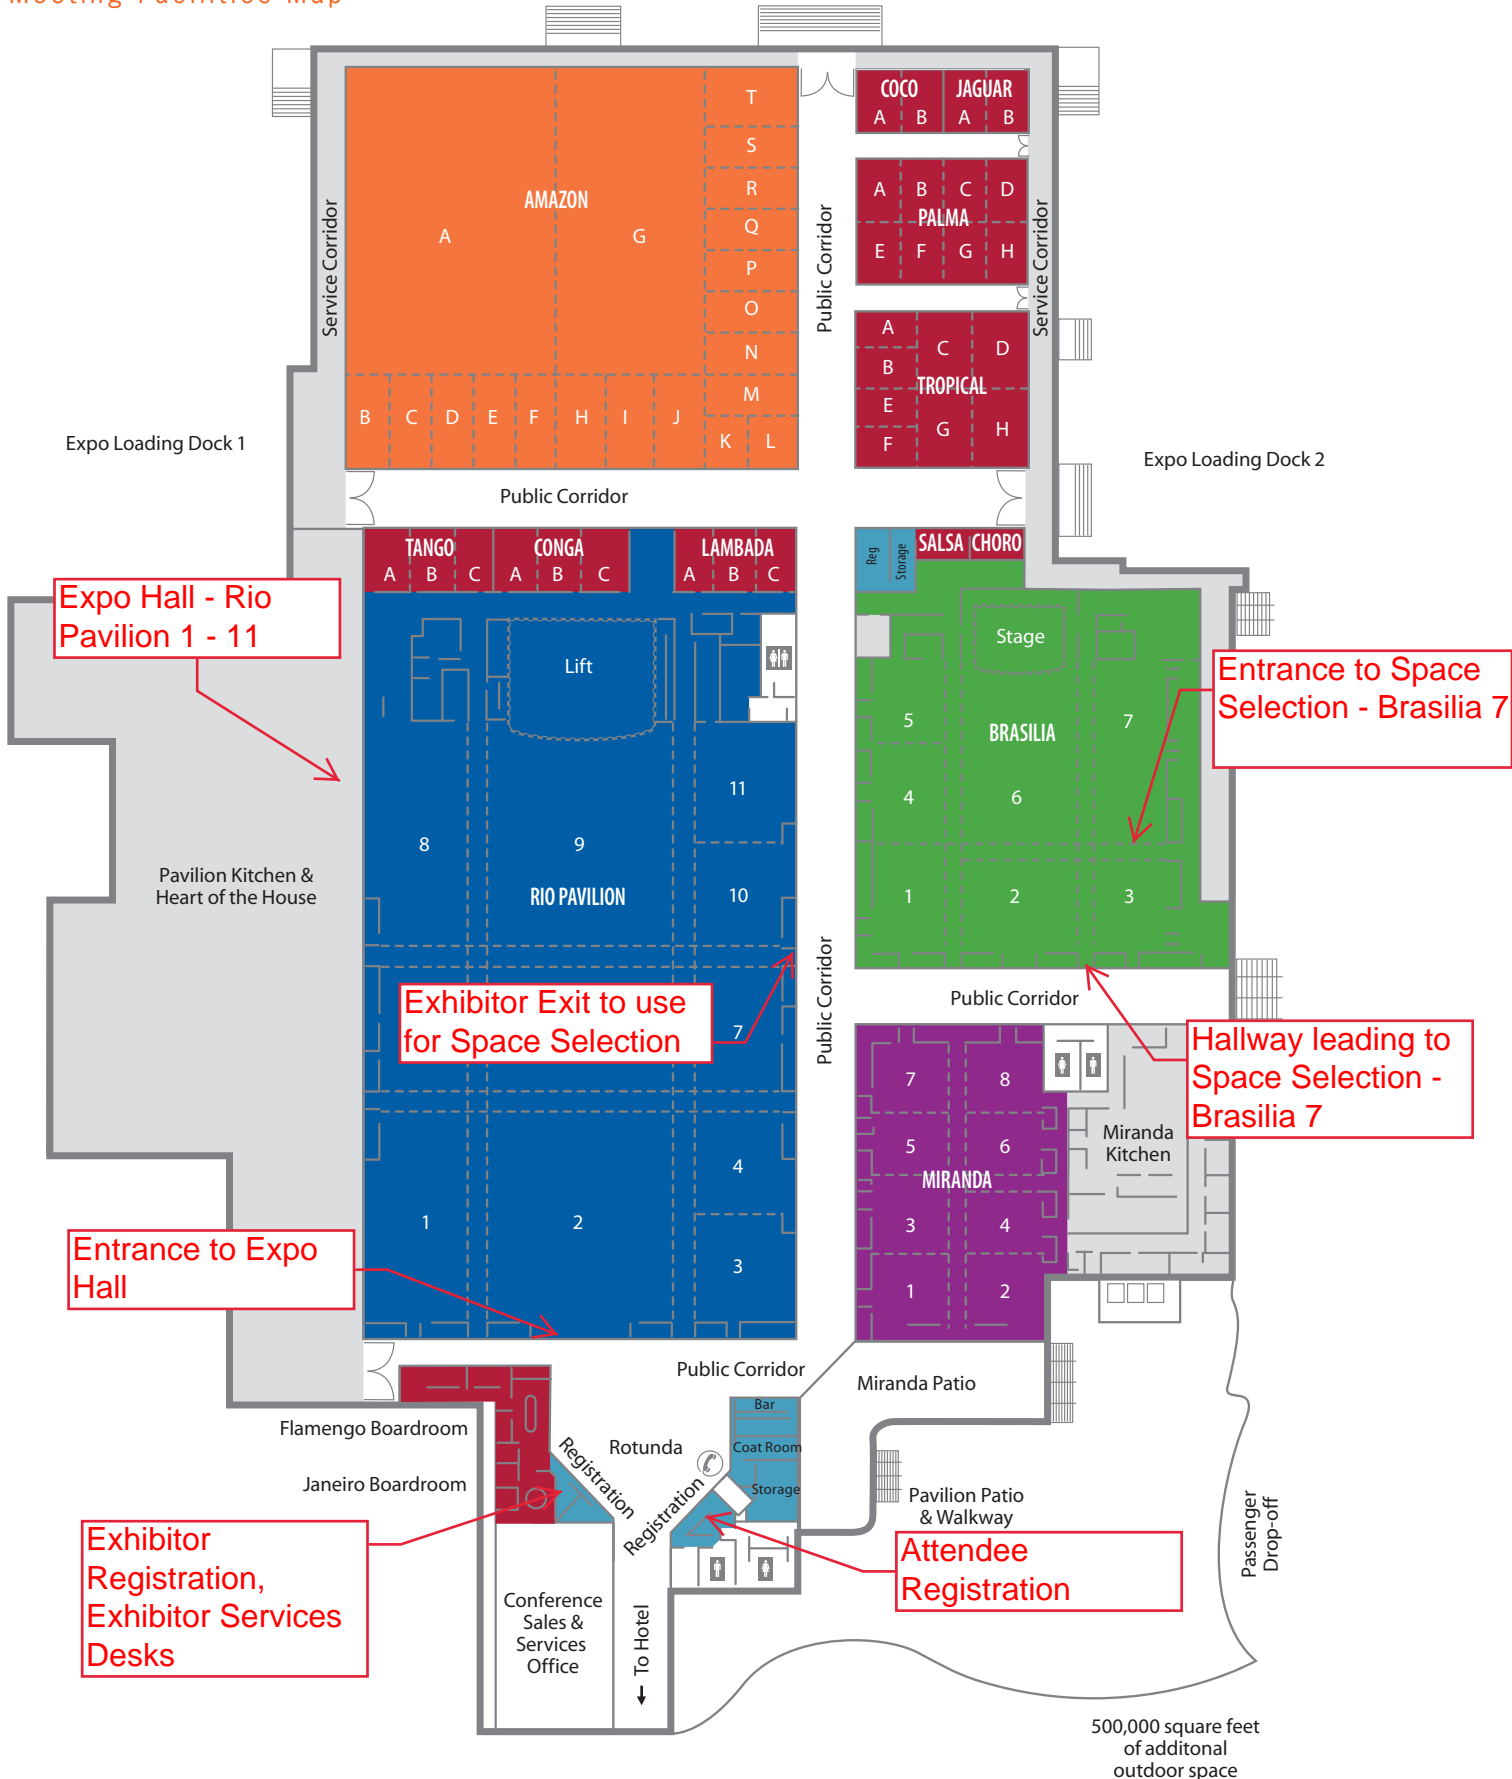 Meeting Facilities Map
COCO
JAGUAR
A
B
A
B
T
S
R
Q
P
O
N
M
K
L
AMAZON
A
G
B
C
D
E
F
H
I
J
Service Corridor
Public Corridor
Service Corridor
A
B
C
D
PALMA
E
F
G
H
A
B
C
D
TROPICAL
E
F
G
H
Expo Loading Dock 1
Expo Loading Dock 2
Public Corridor
TANGO
A
B
C
CONGA
A
B
C
LAMBADA
A
B
C
Reg
Storage
SALSA
CHORO
Expo Hall - Rio
Pavilion 1 - 11
Lift
Stage
Entrance to Space
Selection - Brasilia 7
5
BRASILIA
7
4
6
1
2
3
11
8
9
RIO PAVILION
10
Pavilion Kitchen &
Heart of the House
Exhibitor Exit to use
for Space Selection
7
Public Corridor
Public Corridor
Hallway leading to
Space Selection -
Brasilia 7
7
8
5
6
MIRANDA
3
4
1
2
Miranda
Kitchen
4
1
2
3
Entrance to Expo
Hall
Public Corridor
Miranda Patio
Flamengo Boardroom
Janeiro Boardroom
Rotunda
Registration
Registration
Bar
Coat Room
Storage
Pavilion Patio
& Walkway
Passenger
Drop-off
Exhibitor
Registration,
Exhibitor Services
Desks
Attendee
Registration
Conference
Sales &
Services
Office
To Hotel
500,000 square feet
of additonal
outdoor space